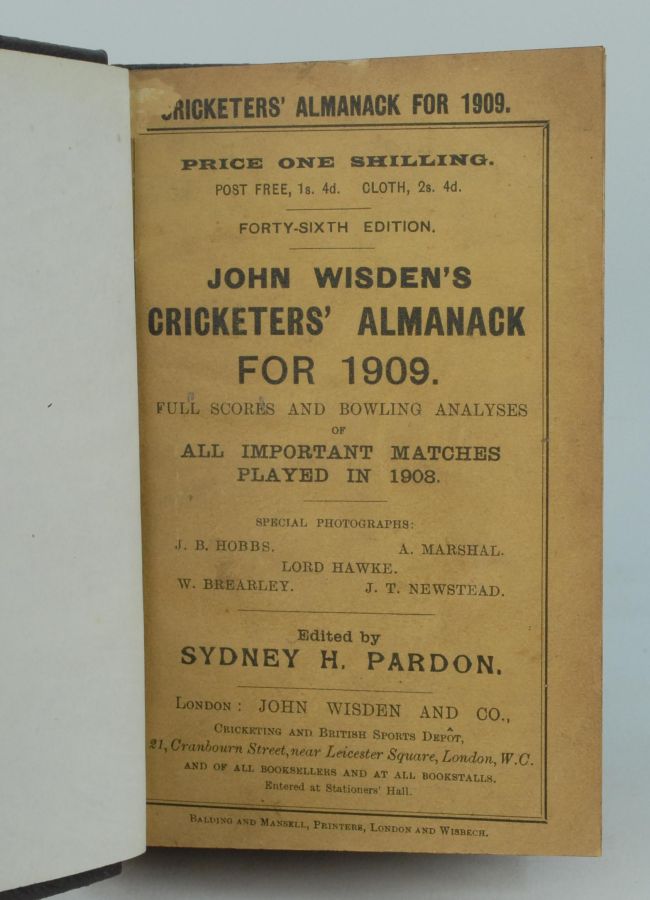 CRICKETERS' ALMANACK FOR 1909.
PRICE ONE SHILLING.
POST FREE, 1s. 4d. CLOTH, 2s. 4d.
FORTY-SIXTH EDITION.
JOHN WISDEN'S
CRICKETERS' ALMANACK
FOR 1909.
FULL SCORES AND BOWLING ANALYSES
OF
ALL IMPORTANT MATCHES
PLAYED IN 1908.
SPECIAL PHOTOGRAPHS:
J. B. HOBBS. A. MARSHAL.
LORD HAWKE.
W. BREARLEY. J. T. NEWSTEAD.
Edited by
SYDNEY H. PARDON.
LONDON: JOHN WISDEN AND CO.,
CRICKETING AND BRITISH SPORTS DEPÔT,
21, Cranbourn Street, near Leicester Square, London, W.C.
AND OF ALL BOOKSELLERS AND AT ALL BOOKSTALLS.
Entered at Stationers' Hall.
BALDING AND MANSELL, PRINTERS, LONDON AND WISBECH.